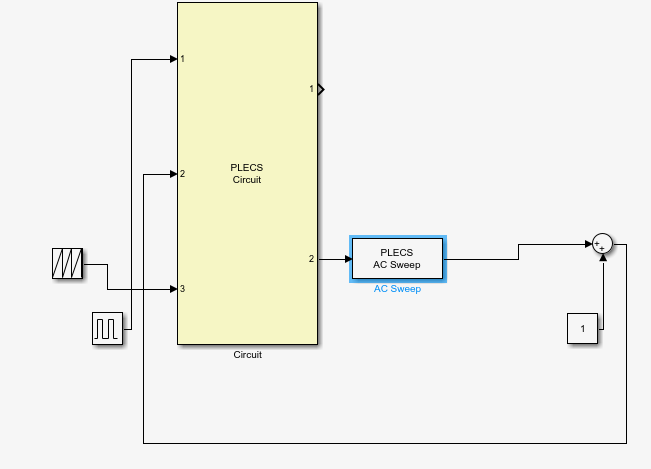 1
1
PLECS
Circuit
2
2
PLECS
AC Sweep
AC Sweep
3
1
Circuit